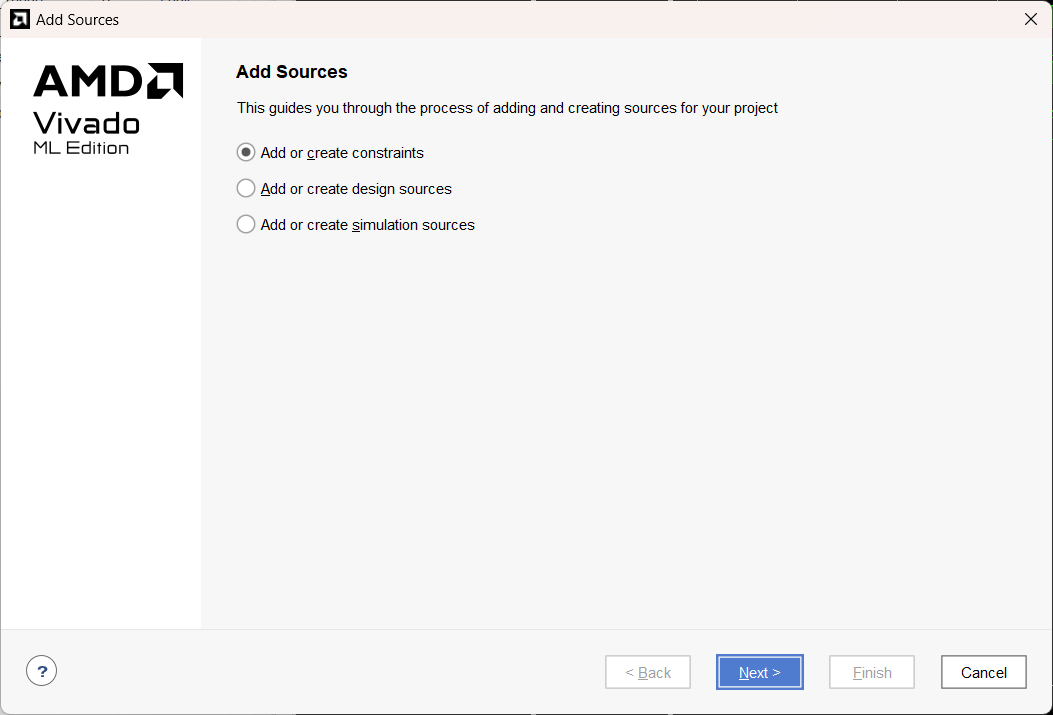 Add Sources
AMD
Vivado
ML Edition
Add Sources
This guides you through the process of adding and creating sources for your project
Add or create constraints
Add or create design sources
Add or create simulation sources
?
< Back
Next >
Finish
Cancel